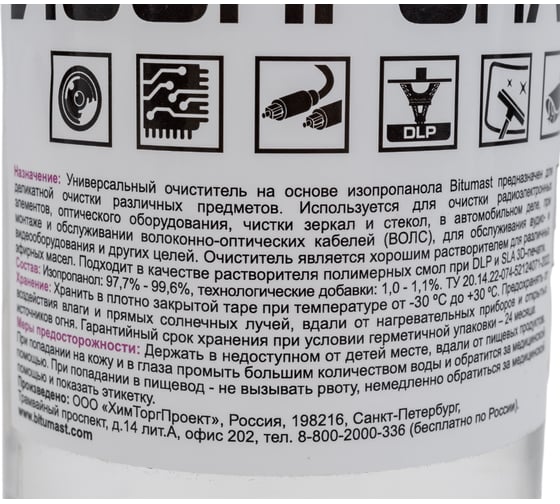 ИЗОПРОПА
DLP
Назначение: Универсальный очиститель на основе изопропанола Bitumast предназначен для
деликатной очистки различных предметов. Используется для очистки радиоэлектронных
элементов, оптического оборудования, чистки зеркал и стекол, в автомобильном деле, при
монтаже и обслуживании волоконно-оптических кабелей (ВОЛС), для обслуживания аудио-
видеооборудования и других целей. Очиститель является хорошим растворителем для различных
эфирных масел. Подходит в качестве растворителя полимерных смол при DLP и SLA 3D-печати.
Состав: Изопропанол: 97,7% - 99,6%, технологические добавки: 1,0 - 1,1%. ТУ 20.14.22-074-52124071-
Хранение: Хранить в плотно закрытой таре при температуре от -30 °С до +30 °С. Предохранять от
воздействия влаги и прямых солнечных лучей, вдали от нагревательных приборов и открытых
источников огня. Гарантийный срок хранения при условии герметичной упаковки – 24 месяца.
Меры предосторожности: Держать в недоступном от детей месте, вдали от пищевых продуктов.
При попадании на кожу и в глаза промыть большим количеством воды и обратится за медицинской
помощью. При попадании в пищевод - не вызывать рвоту, немедленно обратиться за медицинской
помощью и показать этикетку.
Произведено: ООО «ХимТоргПроект», Россия, 198216, Санкт-Петербург,
Трамвайный проспект, д.14 лит.А, офис 202, тел. 8-800-2000-336 (бесплатно по России).
www.bitumast.com